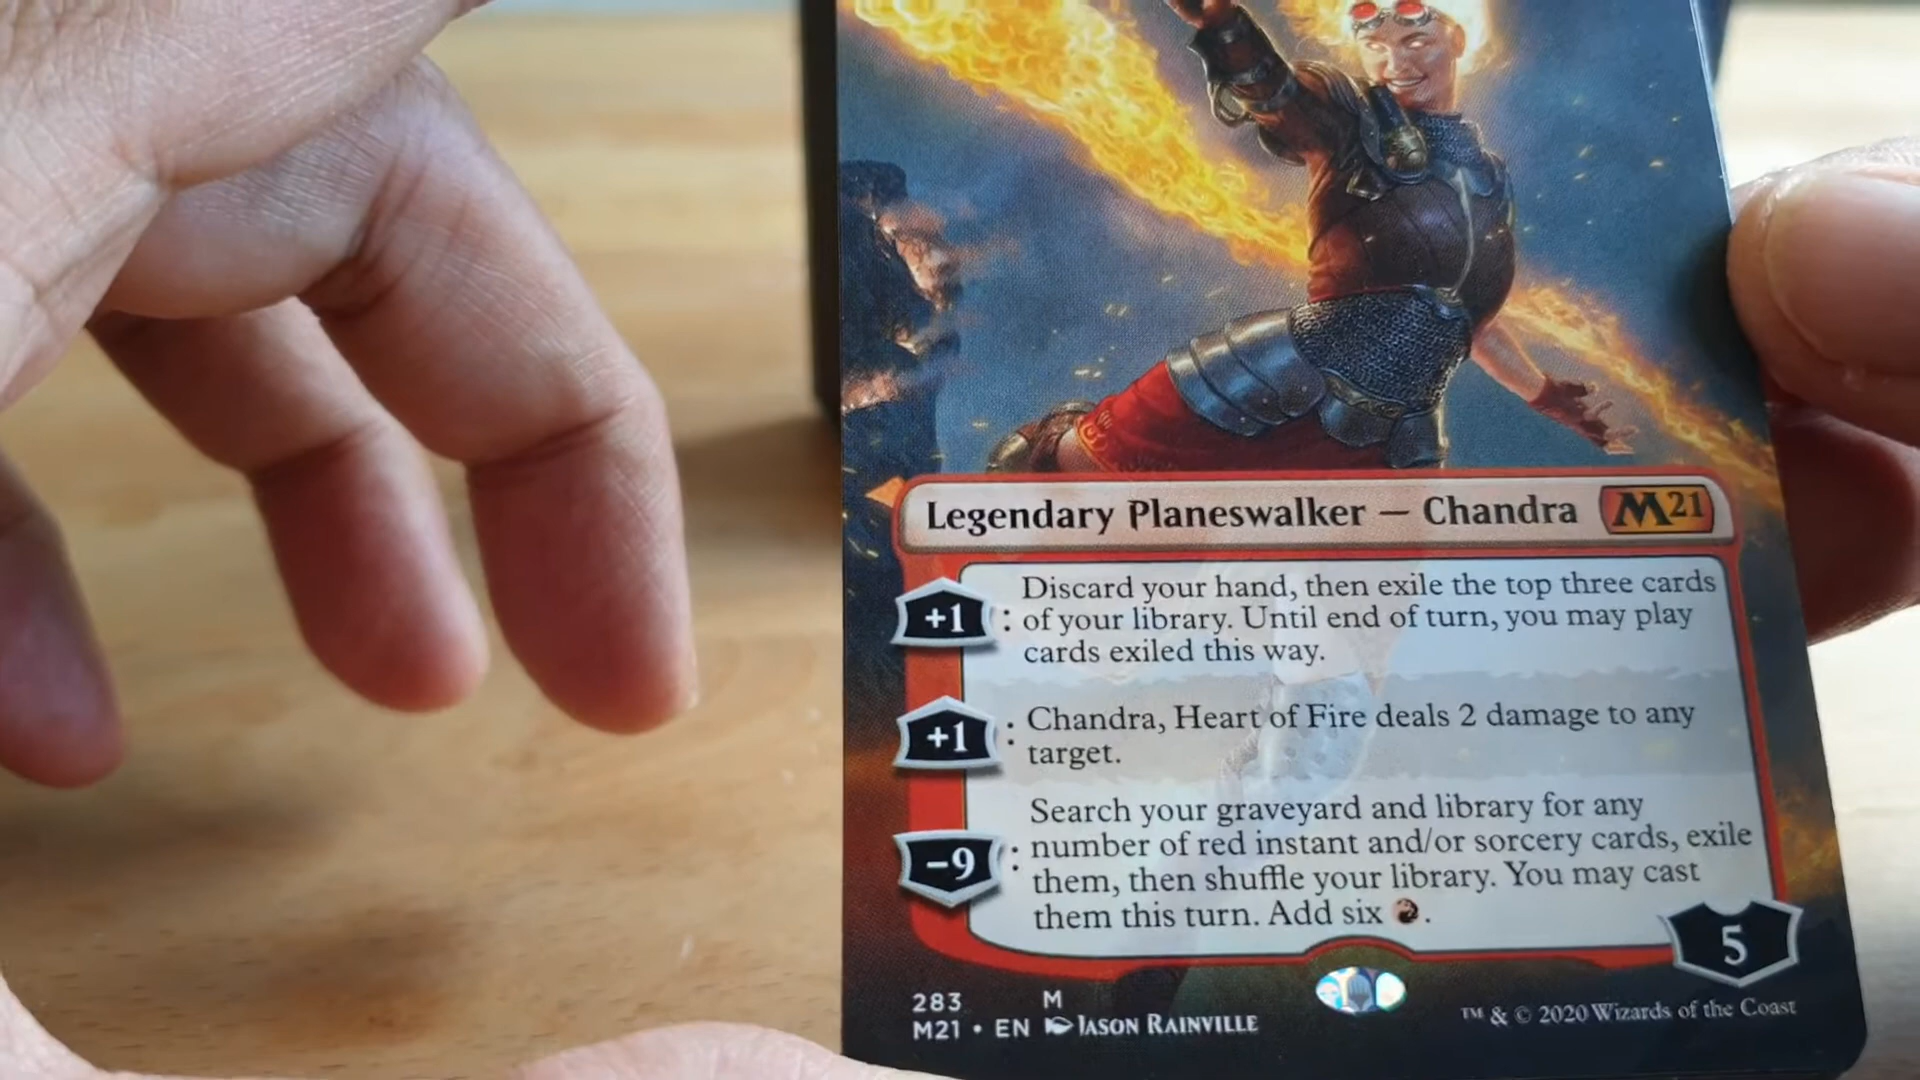 Legendary Planeswalker — Chandra M21
+1 : Discard your hand, then exile the top three cards
of your library. Until end of turn, you may play
cards exiled this way.
+1 : Chandra, Heart of Fire deals 2 damage to any
target.
−9 : Search your graveyard and library for any
number of red instant and/or sorcery cards, exile
them, then shuffle your library. You may cast
them this turn. Add six .
5
283 M
M21 • EN Jason Rainville
™ & © 2020 Wizards of the Coast